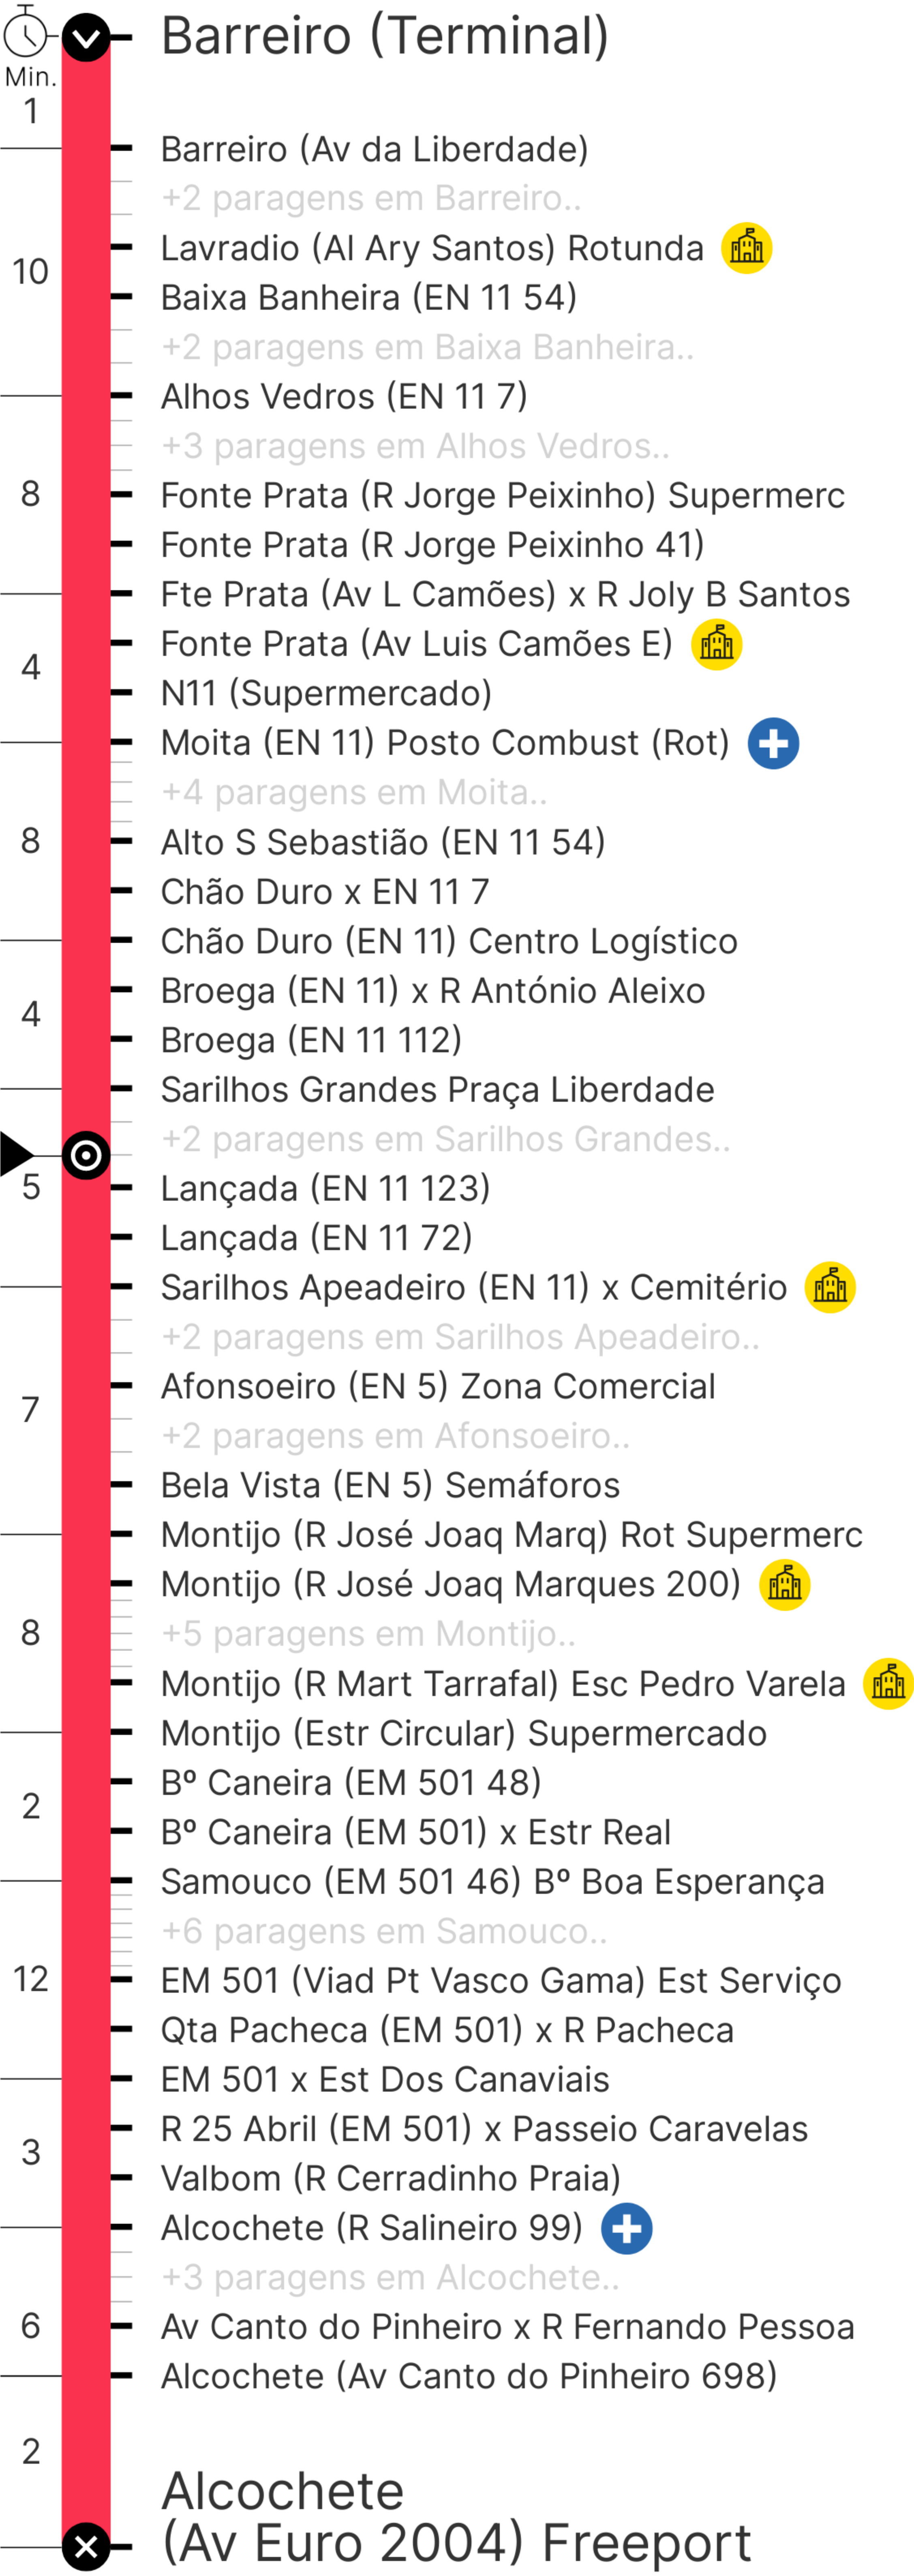 Barreiro (Terminal)
Min.
1
Barreiro (Av da Liberdade)
+2 paragens em Barreiro..
Lavradio (Al Ary Santos) Rotunda
10
Baixa Banheira (EN 11 54)
+2 paragens em Baixa Banheira..
Alhos Vedros (EN 11 7)
+3 paragens em Alhos Vedros..
8
Fonte Prata (R Jorge Peixinho) Supermerc
Fonte Prata (R Jorge Peixinho 41)
Fte Prata (Av L Camões) x R Joly B Santos
Fonte Prata (Av Luis Camões E)
4
N11 (Supermercado)
Moita (EN 11) Posto Combust (Rot)
+4 paragens em Moita..
8
Alto S Sebastião (EN 11 54)
Chão Duro x EN 11 7
Chão Duro (EN 11) Centro Logístico
Broega (EN 11) x R António Aleixo
4
Broega (EN 11 112)
Sarilhos Grandes Praça Liberdade
+2 paragens em Sarilhos Grandes..
5
Lançada (EN 11 123)
Lançada (EN 11 72)
Sarilhos Apeadeiro (EN 11) x Cemitério
+2 paragens em Sarilhos Apeadeiro..
Afonsoeiro (EN 5) Zona Comercial
7
+2 paragens em Afonsoeiro..
Bela Vista (EN 5) Semáforos
Montijo (R José Joaq Marq) Rot Supermerc
Montijo (R José Joaq Marques 200)
8
+5 paragens em Montijo..
Montijo (R Mart Tarrafal) Esc Pedro Varela
Montijo (Estr Circular) Supermercado
Bº Caneira (EM 501 48)
2
Bº Caneira (EM 501) x Estr Real
Samouco (EM 501 46) Bº Boa Esperança
+6 paragens em Samouco..
12
EM 501 (Viad Pt Vasco Gama) Est Serviço
Qta Pacheca (EM 501) x R Pacheca
EM 501 x Est Dos Canaviais
R 25 Abril (EM 501) x Passeio Caravelas
3
Valbom (R Cerradinho Praia)
Alcochete (R Salineiro 99)
+3 paragens em Alcochete..
6
Av Canto do Pinheiro x R Fernando Pessoa
Alcochete (Av Canto do Pinheiro 698)
2
Alcochete
(Av Euro 2004) Freeport